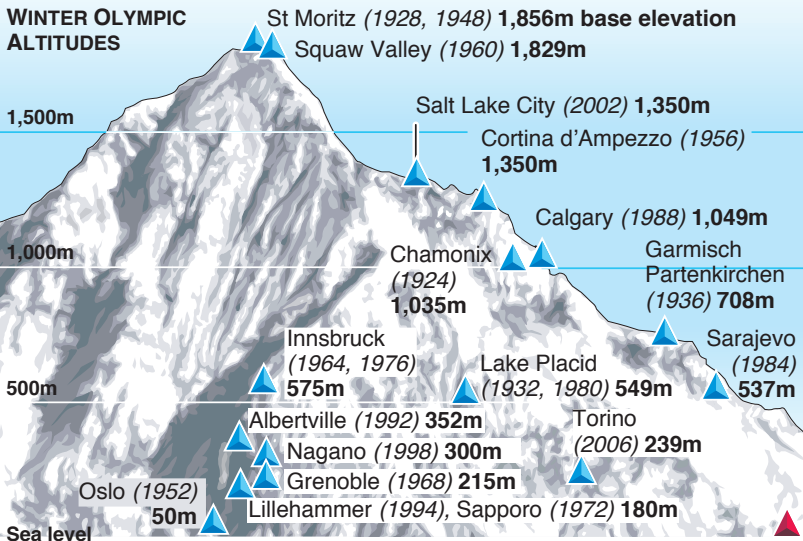 WINTER OLYMPIC
ALTITUDES
St Moritz (1928, 1948) 1,856m base elevation
Squaw Valley (1960) 1,829m
Salt Lake City (2002) 1,350m
1,500m
Cortina d’Ampezzo (1956)
1,350m
Calgary (1988) 1,049m
1,000m
Chamonix
(1924)
1,035m
Garmisch
Partenkirchen
(1936) 708m
Innsbruck
(1964, 1976)
575m
Lake Placid
(1932, 1980) 549m
Sarajevo
(1984)
537m
500m
Albertville (1992) 352m
Torino
(2006) 239m
Nagano (1998) 300m
Grenoble (1968) 215m
Oslo (1952)
50m
Lillehammer (1994), Sapporo (1972) 180m
Sea level